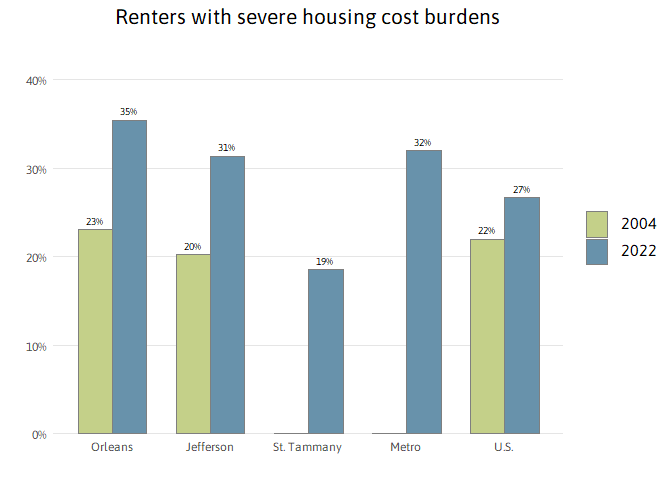 Renters with severe housing cost burdens
40%
30%
20%
10%
0%
23%
35%
20%
31%
19%
32%
22%
27%
Orleans
Jefferson
St. Tammany
Metro
U.S.
2004
2022